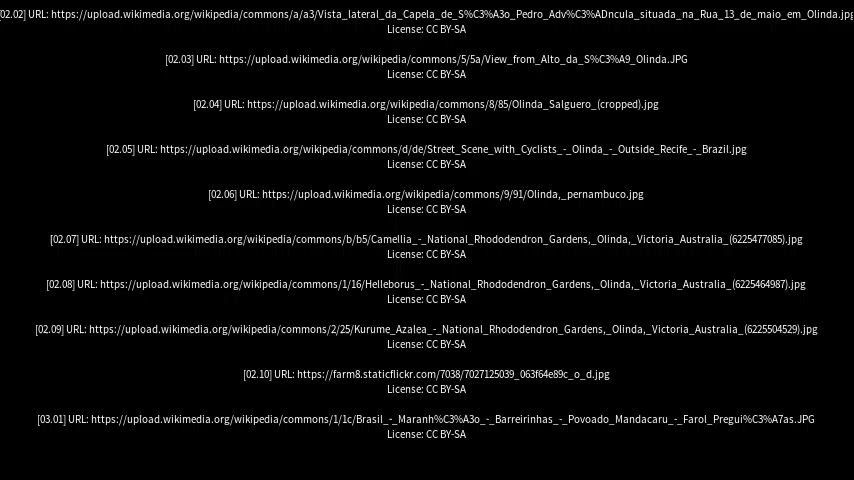 [02.02] URL: https://upload.wikimedia.org/wikipedia/commons/a/a3/Vista_lateral_da_Capela_de_S%C3%A3o_Pedro_Adv%C3%ADncula_situada_na_Rua_13_de_maio_em_Olinda.jpg
License: CC BY-SA
[02.03] URL: https://upload.wikimedia.org/wikipedia/commons/5/5a/View_from_Alto_da_S%C3%A9_Olinda.JPG
License: CC BY-SA
[02.04] URL: https://upload.wikimedia.org/wikipedia/commons/8/85/Olinda_Salguero_(cropped).jpg
License: CC BY-SA
[02.05] URL: https://upload.wikimedia.org/wikipedia/commons/d/de/Street_Scene_with_Cyclists_-_Olinda_-_Outside_Recife_-_Brazil.jpg
License: CC BY-SA
[02.06] URL: https://upload.wikimedia.org/wikipedia/commons/9/91/Olinda,_pernambuco.jpg
License: CC BY-SA
[02.07] URL: https://upload.wikimedia.org/wikipedia/commons/b/b5/Camellia_-_National_Rhododendron_Gardens,_Olinda,_Victoria_Australia_(6225477085).jpg
License: CC BY-SA
[02.08] URL: https://upload.wikimedia.org/wikipedia/commons/1/16/Helleborus_-_National_Rhododendron_Gardens,_Olinda,_Victoria_Australia_(6225464987).jpg
License: CC BY-SA
[02.09] URL: https://upload.wikimedia.org/wikipedia/commons/2/25/Kurume_Azalea_-_National_Rhododendron_Gardens,_Olinda,_Victoria_Australia_(6225504529).jpg
License: CC BY-SA
[02.10] URL: https://farm8.staticflickr.com/7038/7027125039_063f64e89c_o_d.jpg
License: CC BY-SA
[03.01] URL: https://upload.wikimedia.org/wikipedia/commons/1/1c/Brasil_-_Maranh%C3%A3o_-_Barreirinhas_-_Povoado_Mandacaru_-_Farol_Pregui%C3%A7as.JPG
License: CC BY-SA